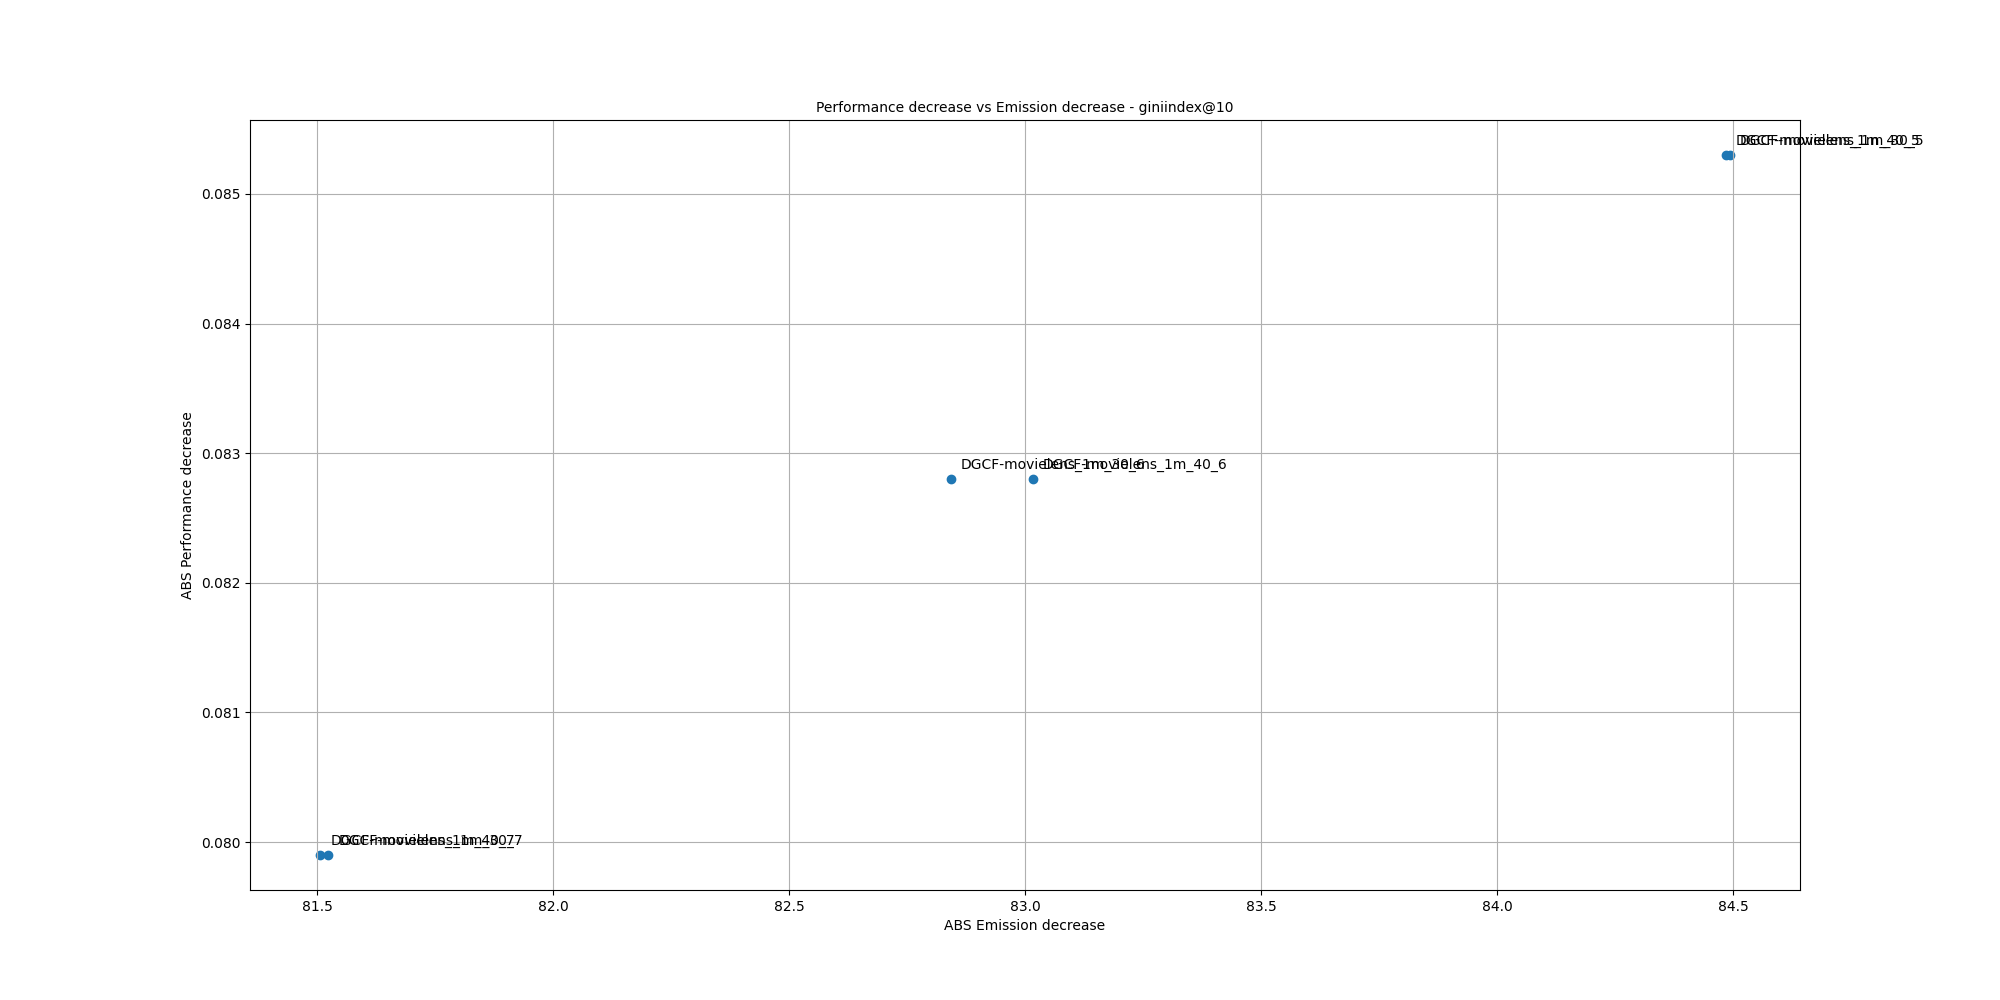 Performance decrease vs Emission decrease - giniindex@10
0.085
0.084
0.083
DGCF-movielens_1m_30_6
DGCF-movielens_1m_40_6
0.082
0.081
0.080
ABS Performance decrease
81.5
82.0
82.5
83.0
83.5
84.0
84.5
ABS Emission decrease